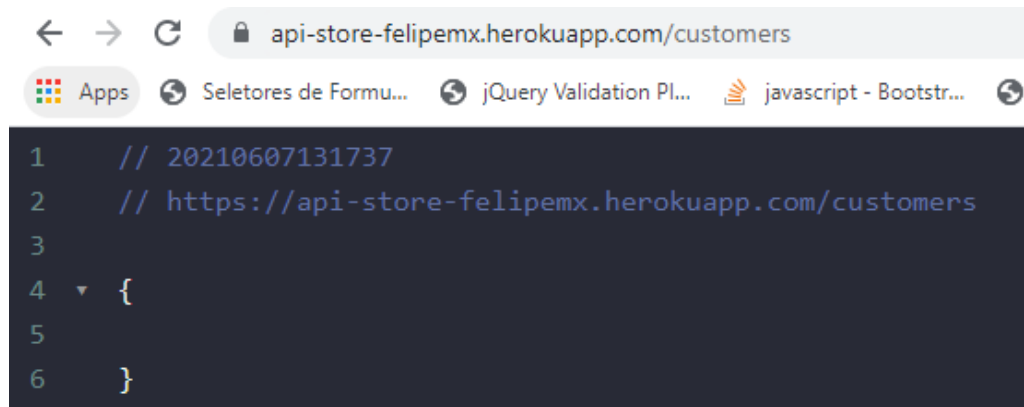 api-store-felipemx.herokuapp.com/customers
Apps Seletores de Formu... jQuery Validation Pl... javascript - Bootstr...
1 // 20210607131737
2 // https://api-store-felipemx.herokuapp.com/customers
3
4 {
5
6 }